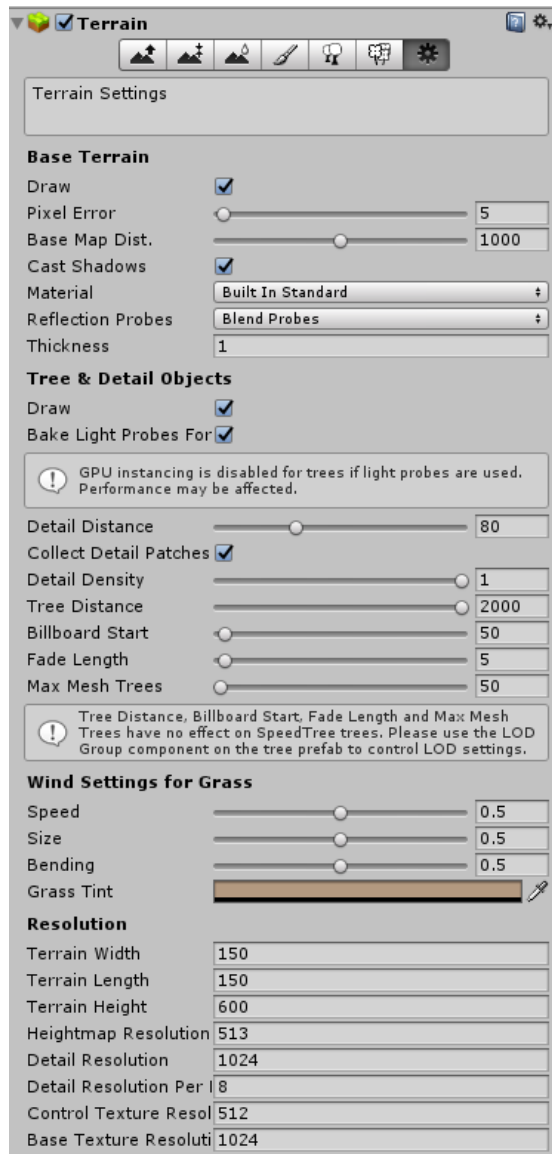 Terrain
Terrain Settings
Base Terrain
Draw
Pixel Error 5
Base Map Dist. 1000
Cast Shadows
Material Built In Standard
Reflection Probes Blend Probes
Thickness 1
Tree & Detail Objects
Draw
Bake Light Probes For
GPU instancing is disabled for trees if light probes are used.
Performance may be affected.
Detail Distance 80
Collect Detail Patches
Detail Density 1
Tree Distance 2000
Billboard Start 50
Fade Length 5
Max Mesh Trees 50
Tree Distance, Billboard Start, Fade Length and Max Mesh
Trees have no effect on SpeedTree trees. Please use the LOD
Group component on the tree prefab to control LOD settings.
Wind Settings for Grass
Speed 0.5
Size 0.5
Bending 0.5
Grass Tint
Resolution
Terrain Width 150
Terrain Length 150
Terrain Height 600
Heightmap Resolution 513
Detail Resolution 1024
Detail Resolution Per 8
Control Texture Resol 512
Base Texture Resoluti 1024